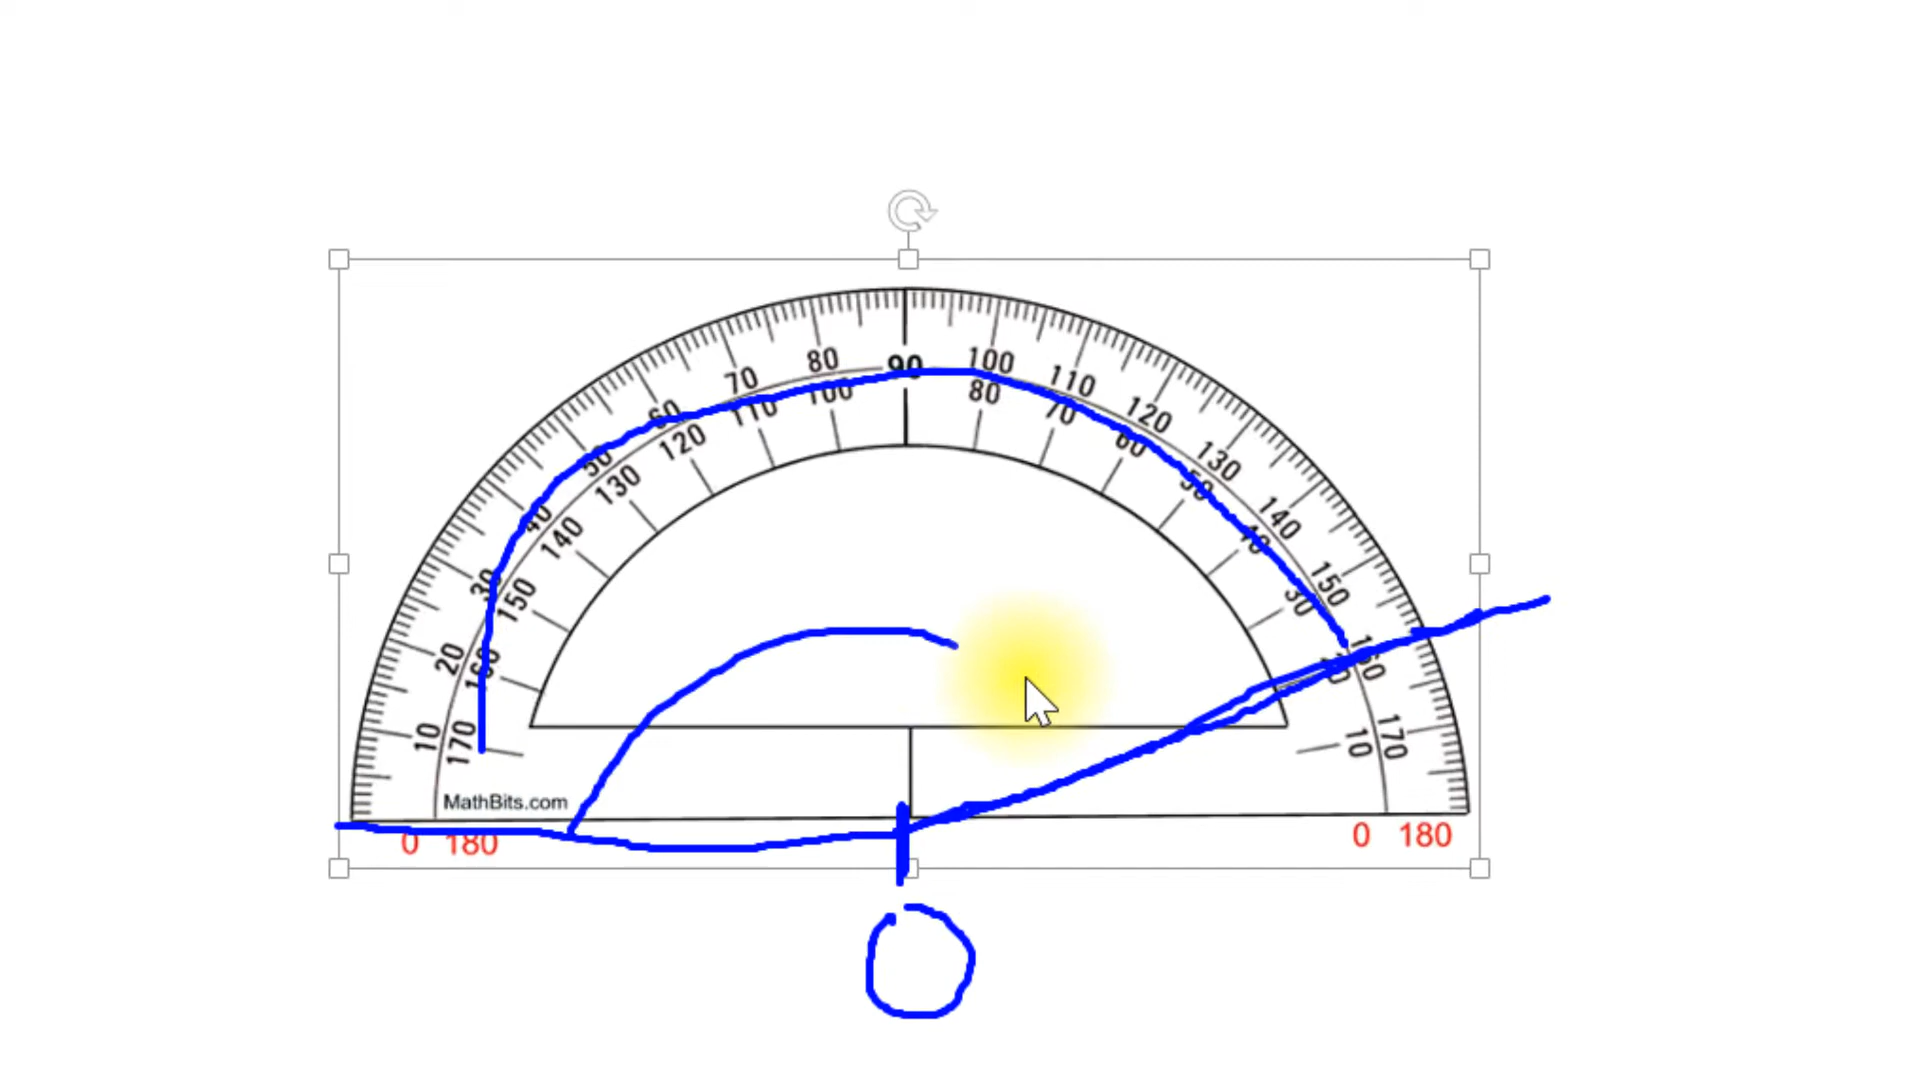 80 90 100
70 110
60 100 80 120
50 110 70 130
120 60
40 130 50 140
140 40
30 150 30 150
20 160 20 160
10 170 10 170
MathBits.com
0 180 0 180
O